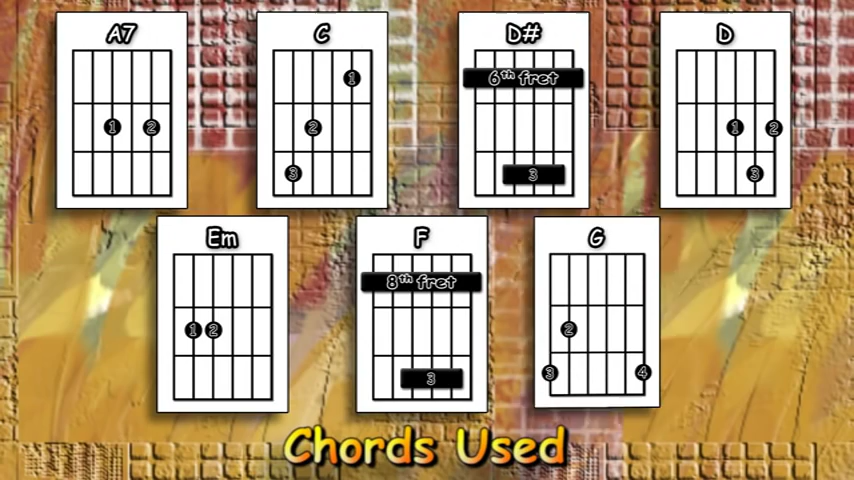 A7 C D# D
1 2
1 2 3
6th fret
3
1 2 3
Em F G
1 2
8th fret
3
2 3 4
Chords Used